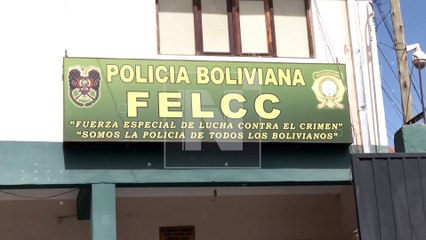 POLICIA BOLIVIANA
FELCC
“FUERZA ESPECIAL DE LUCHA CONTRA EL CRIMEN”
“SOMOS LA POLICIA DE TODOS LOS BOLIVIANOS”
N